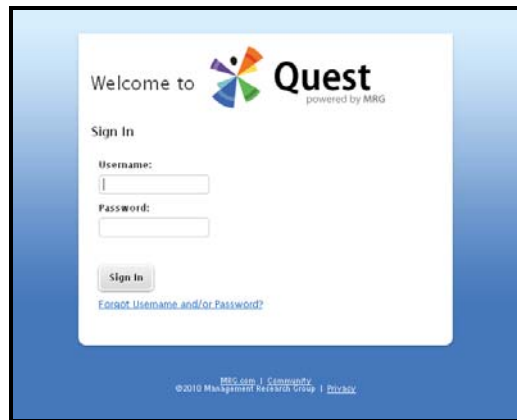 Welcome to Quest
powered by MRG
Sign In
Username:
Password:
Sign In
Forgot Username and/or Password?
MRG.com | Community
©2010 Management Research Group | Privacy